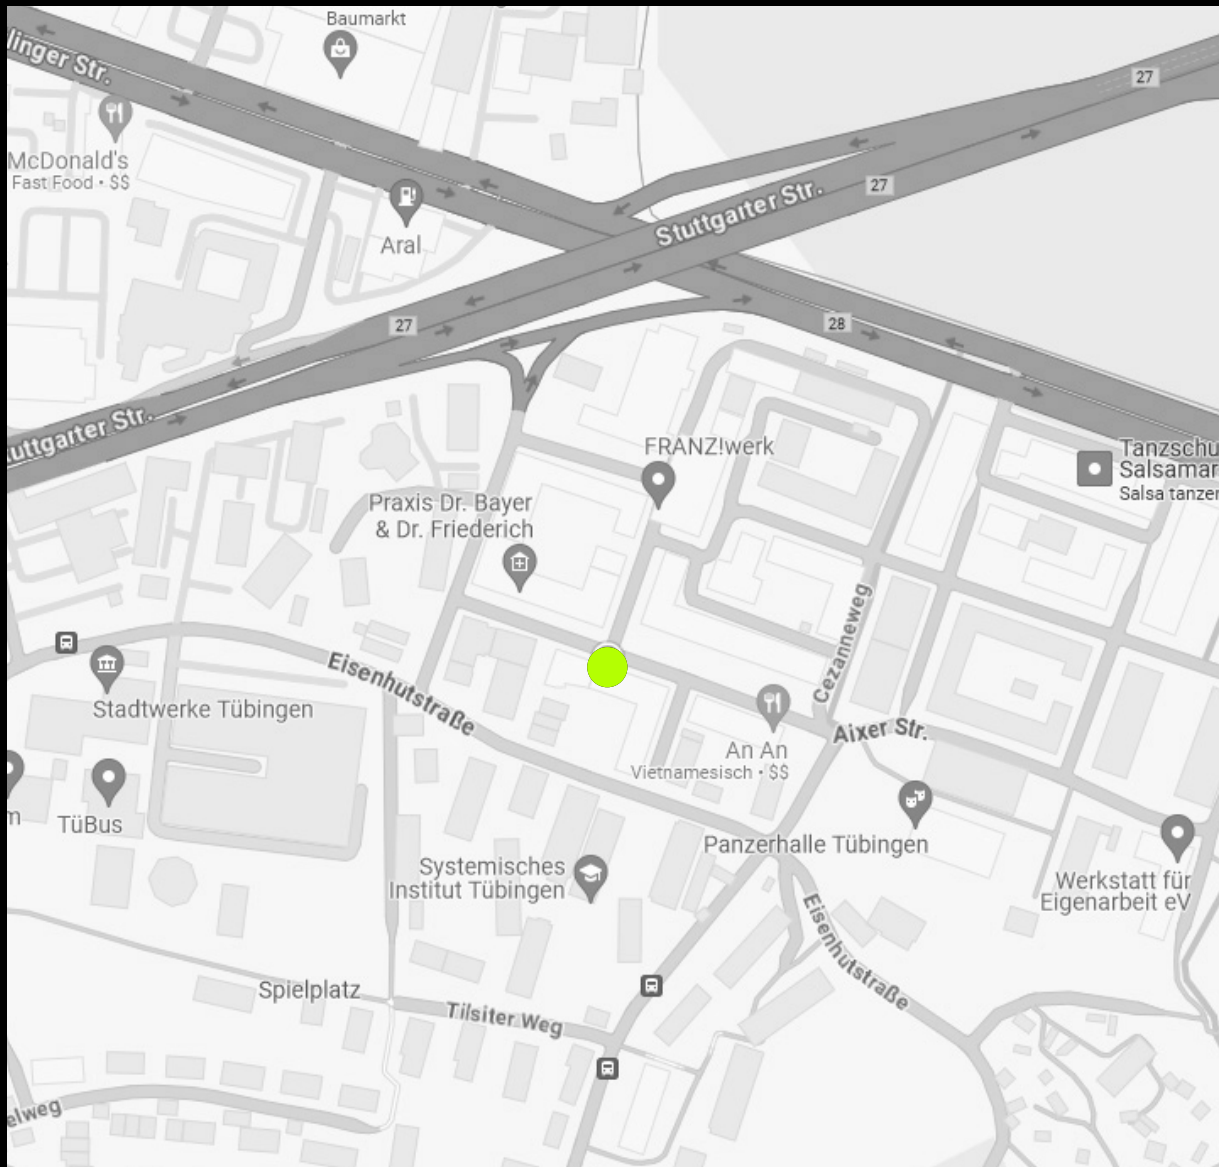 Baumarkt
linger Str.
27
McDonald's
Fast Food • $$
27
Stuttgarter Str.
Aral
27
28
uttgarter Str.
FRANZ!werk
Tanzschu
Salsamar
Salsa tanzer
Praxis Dr. Bayer
& Dr. Friederich
Cezanneweg
Eisenhutstraße
Stadtwerke Tübingen
Aixer Str.
An An
Vietnamesisch • $$
m
TüBus
Panzerhalle Tübingen
Systemisches
Institut Tübingen
Werkstatt für
Eigenarbeit eV
Eisenhutstraße
Spielplatz
Tilsiter Weg
elweg